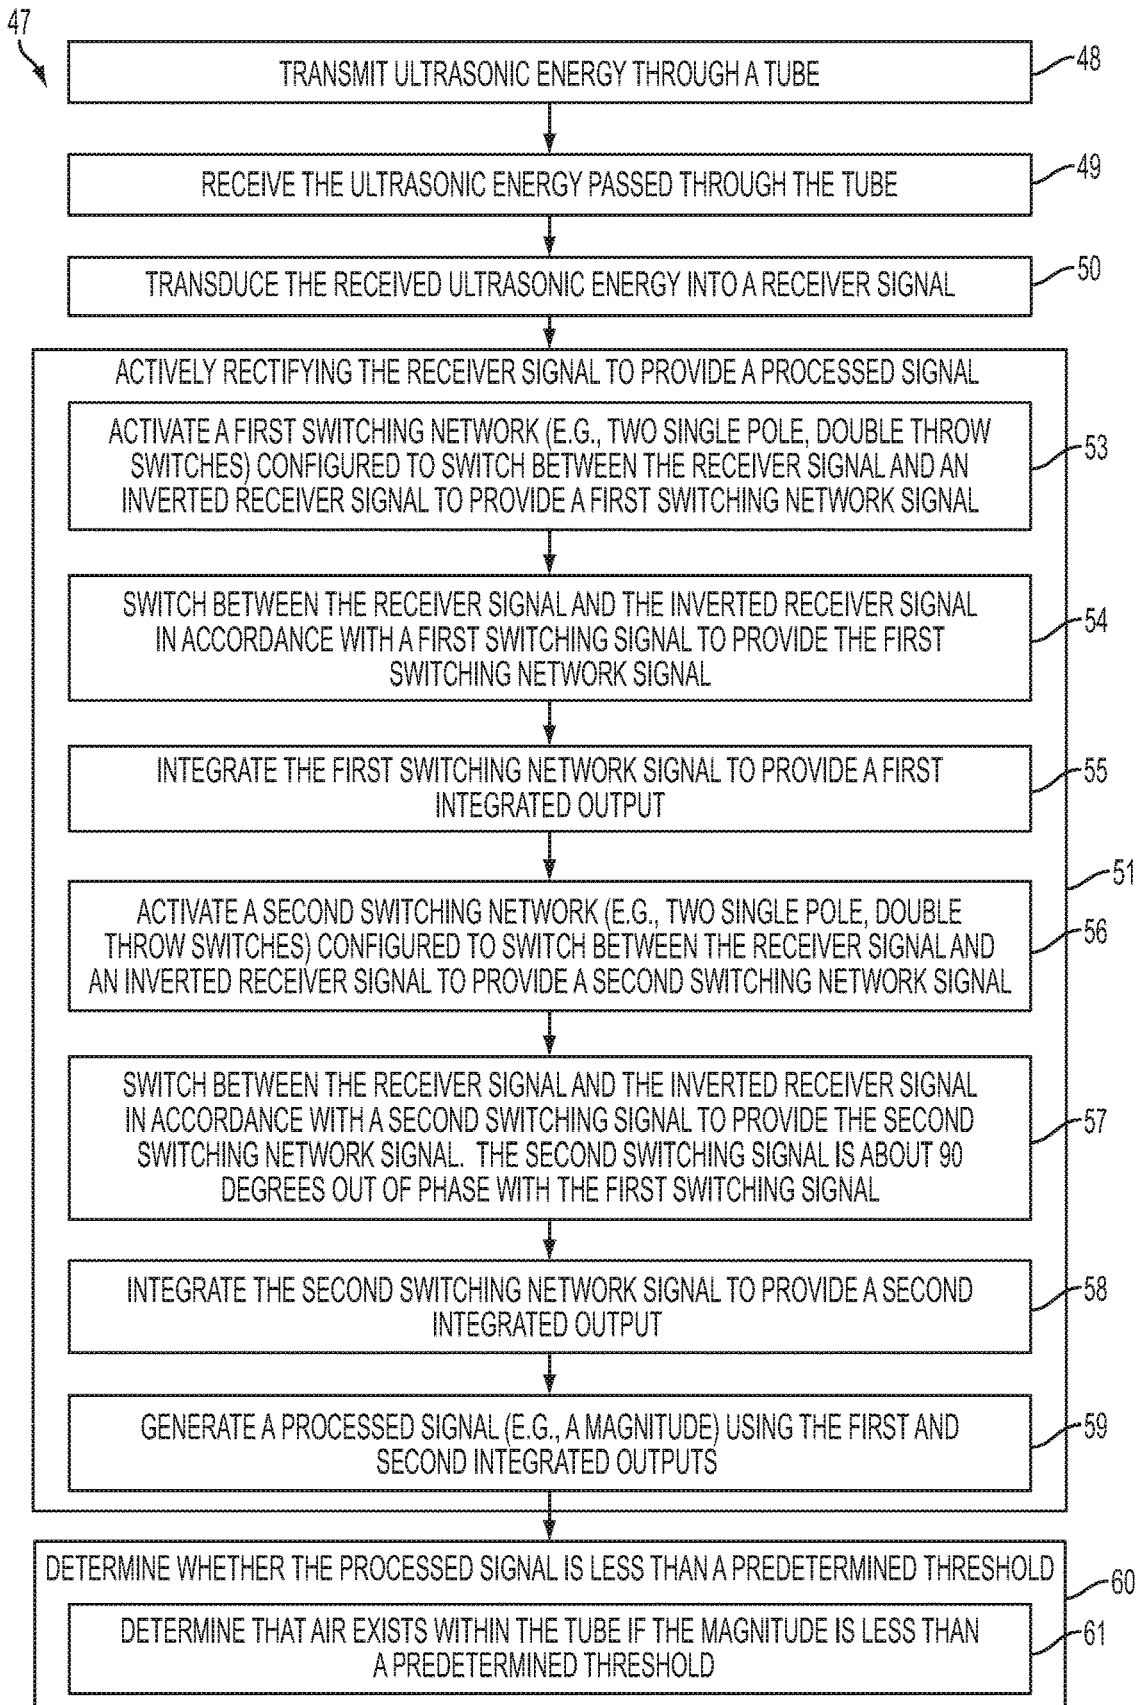 47
TRANSMIT ULTRASONIC ENERGY THROUGH A TUBE
48
RECEIVE THE ULTRASONIC ENERGY PASSED THROUGH THE TUBE
49
TRANSDUCE THE RECEIVED ULTRASONIC ENERGY INTO A RECEIVER SIGNAL
50
ACTIVELY RECTIFYING THE RECEIVER SIGNAL TO PROVIDE A PROCESSED SIGNAL
ACTIVATE A FIRST SWITCHING NETWORK (E.G., TWO SINGLE POLE, DOUBLE THROW
SWITCHES) CONFIGURED TO SWITCH BETWEEN THE RECEIVER SIGNAL AND AN
INVERTED RECEIVER SIGNAL TO PROVIDE A FIRST SWITCHING NETWORK SIGNAL
53
SWITCH BETWEEN THE RECEIVER SIGNAL AND THE INVERTED RECEIVER SIGNAL
IN ACCORDANCE WITH A FIRST SWITCHING SIGNAL TO PROVIDE THE FIRST
SWITCHING NETWORK SIGNAL
54
INTEGRATE THE FIRST SWITCHING NETWORK SIGNAL TO PROVIDE A FIRST
INTEGRATED OUTPUT
55
51
ACTIVATE A SECOND SWITCHING NETWORK (E.G., TWO SINGLE POLE, DOUBLE
THROW SWITCHES) CONFIGURED TO SWITCH BETWEEN THE RECEIVER SIGNAL AND
AN INVERTED RECEIVER SIGNAL TO PROVIDE A SECOND SWITCHING NETWORK SIGNAL
56
SWITCH BETWEEN THE RECEIVER SIGNAL AND THE INVERTED RECEIVER SIGNAL
IN ACCORDANCE WITH A SECOND SWITCHING SIGNAL TO PROVIDE THE SECOND
SWITCHING NETWORK SIGNAL. THE SECOND SWITCHING SIGNAL IS ABOUT 90
DEGREES OUT OF PHASE WITH THE FIRST SWITCHING SIGNAL
57
INTEGRATE THE SECOND SWITCHING NETWORK SIGNAL TO PROVIDE A SECOND
INTEGRATED OUTPUT
58
GENERATE A PROCESSED SIGNAL (E.G., A MAGNITUDE) USING THE FIRST AND
SECOND INTEGRATED OUTPUTS
59
DETERMINE WHETHER THE PROCESSED SIGNAL IS LESS THAN A PREDETERMINED THRESHOLD
60
DETERMINE THAT AIR EXISTS WITHIN THE TUBE IF THE MAGNITUDE IS LESS THAN
A PREDETERMINED THRESHOLD
61